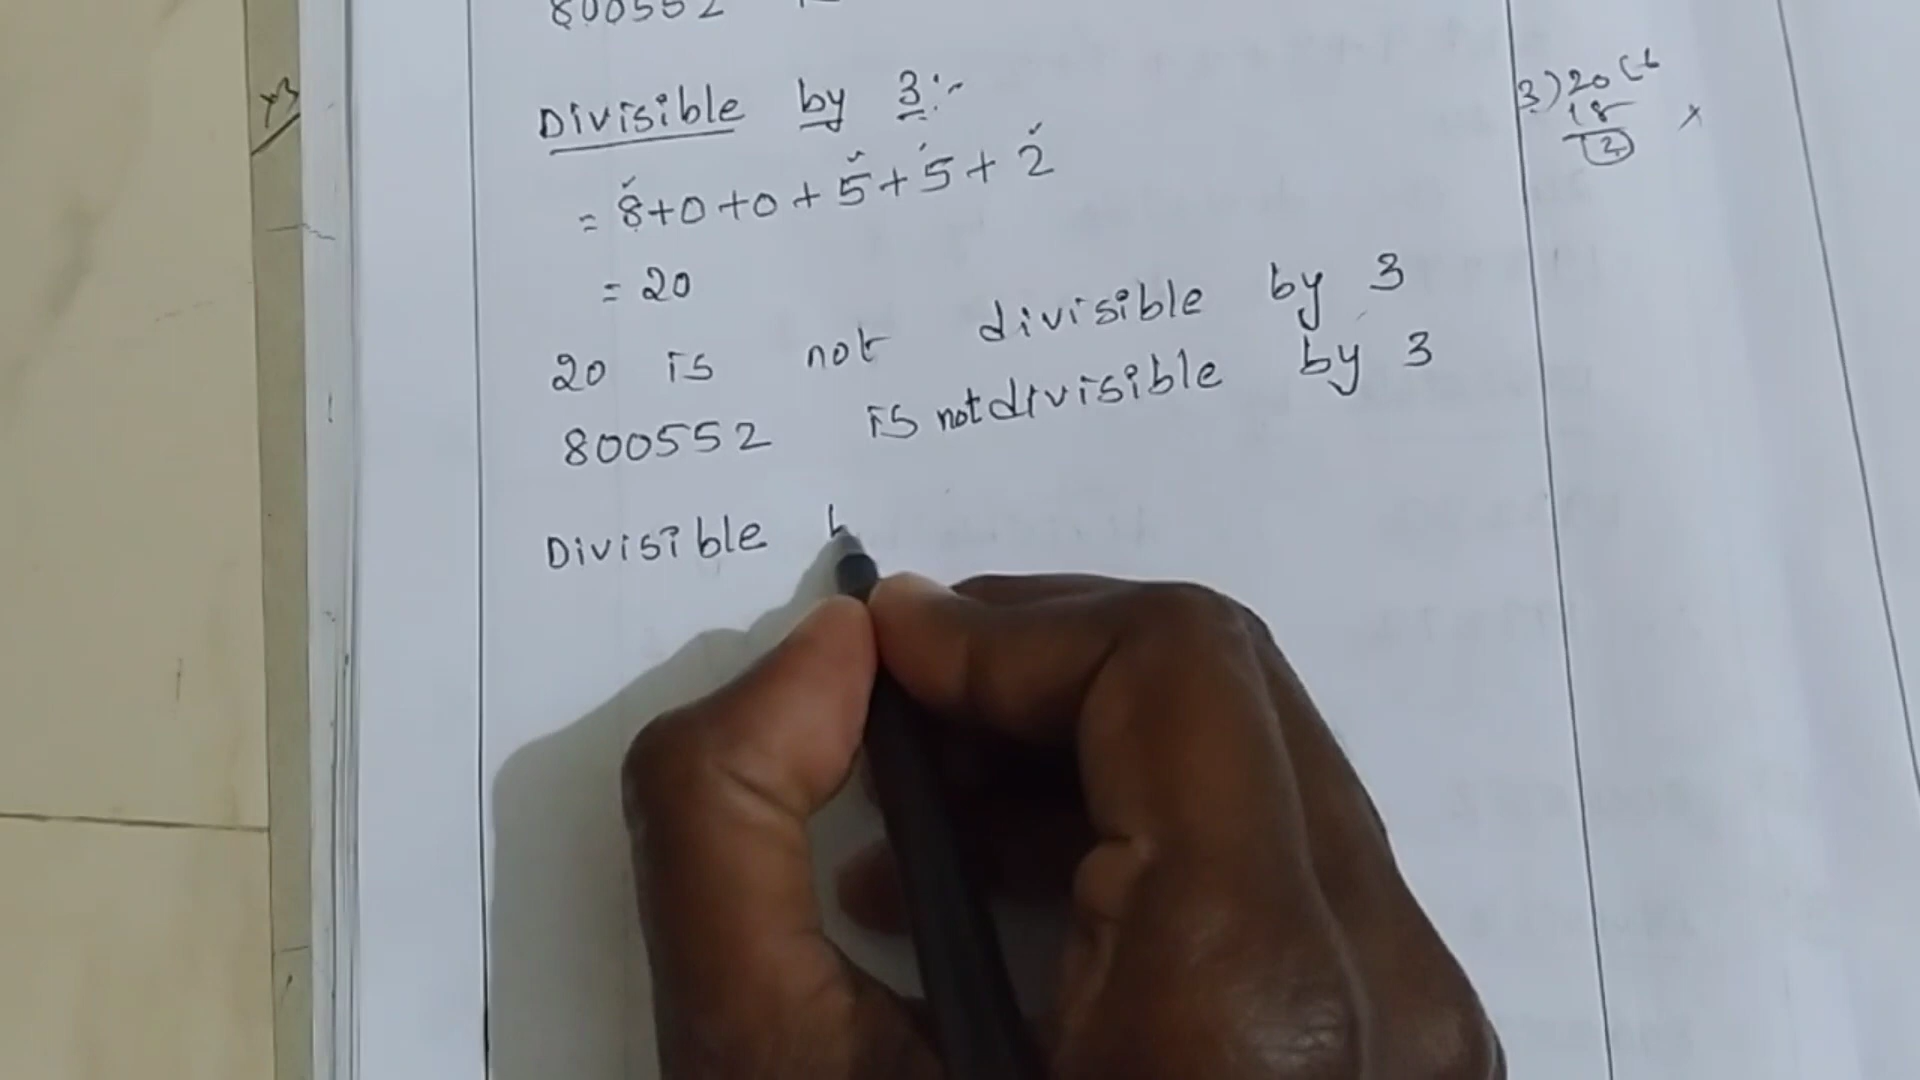 800552
Divisible by 3:-
= 8+0+0+5+5+2
= 20
20 is not divisible by 3
800552 is not divisible by 3
Divisible b
3)20(6
18
2
x